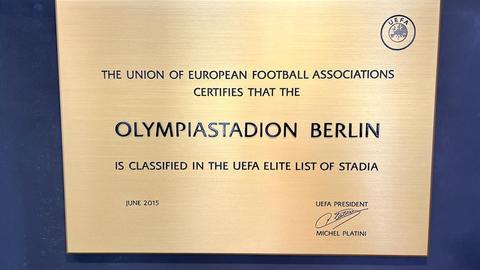 UEFA
THE UNION OF EUROPEAN FOOTBALL ASSOCIATIONS
CERTIFIES THAT THE
OLYMPIASTADION BERLIN
IS CLASSIFIED IN THE UEFA ELITE LIST OF STADIA
JUNE 2015
UEFA PRESIDENT
MICHEL PLATINI